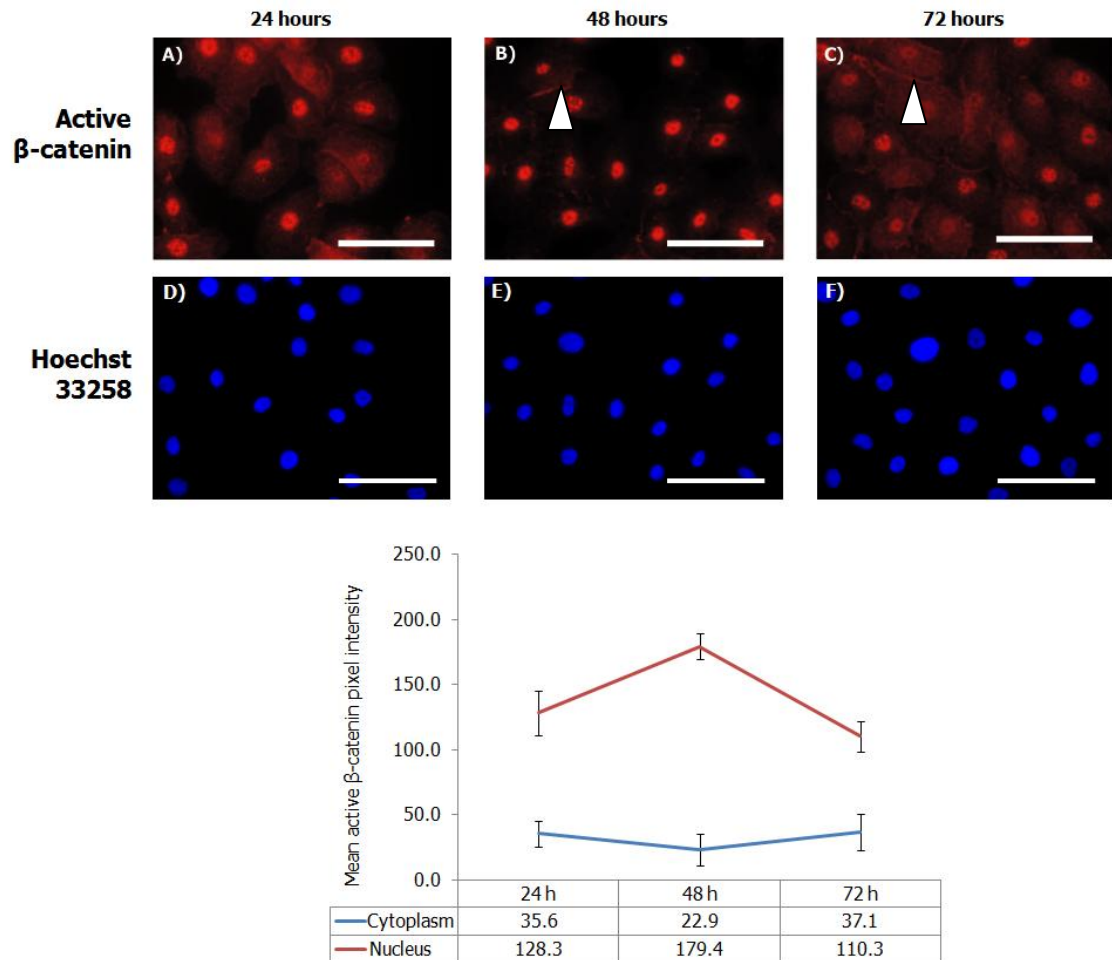 24 hours
48 hours
72 hours
Active
β-catenin
A)
B)
C)
Hoechst
33258
D)
E)
F)
Mean active β-catenin pixel intensity
250.0
200.0
150.0
100.0
50.0
0.0
24 h 48 h 72 h
Cytoplasm 35.6 22.9 37.1
Nucleus 128.3 179.4 110.3